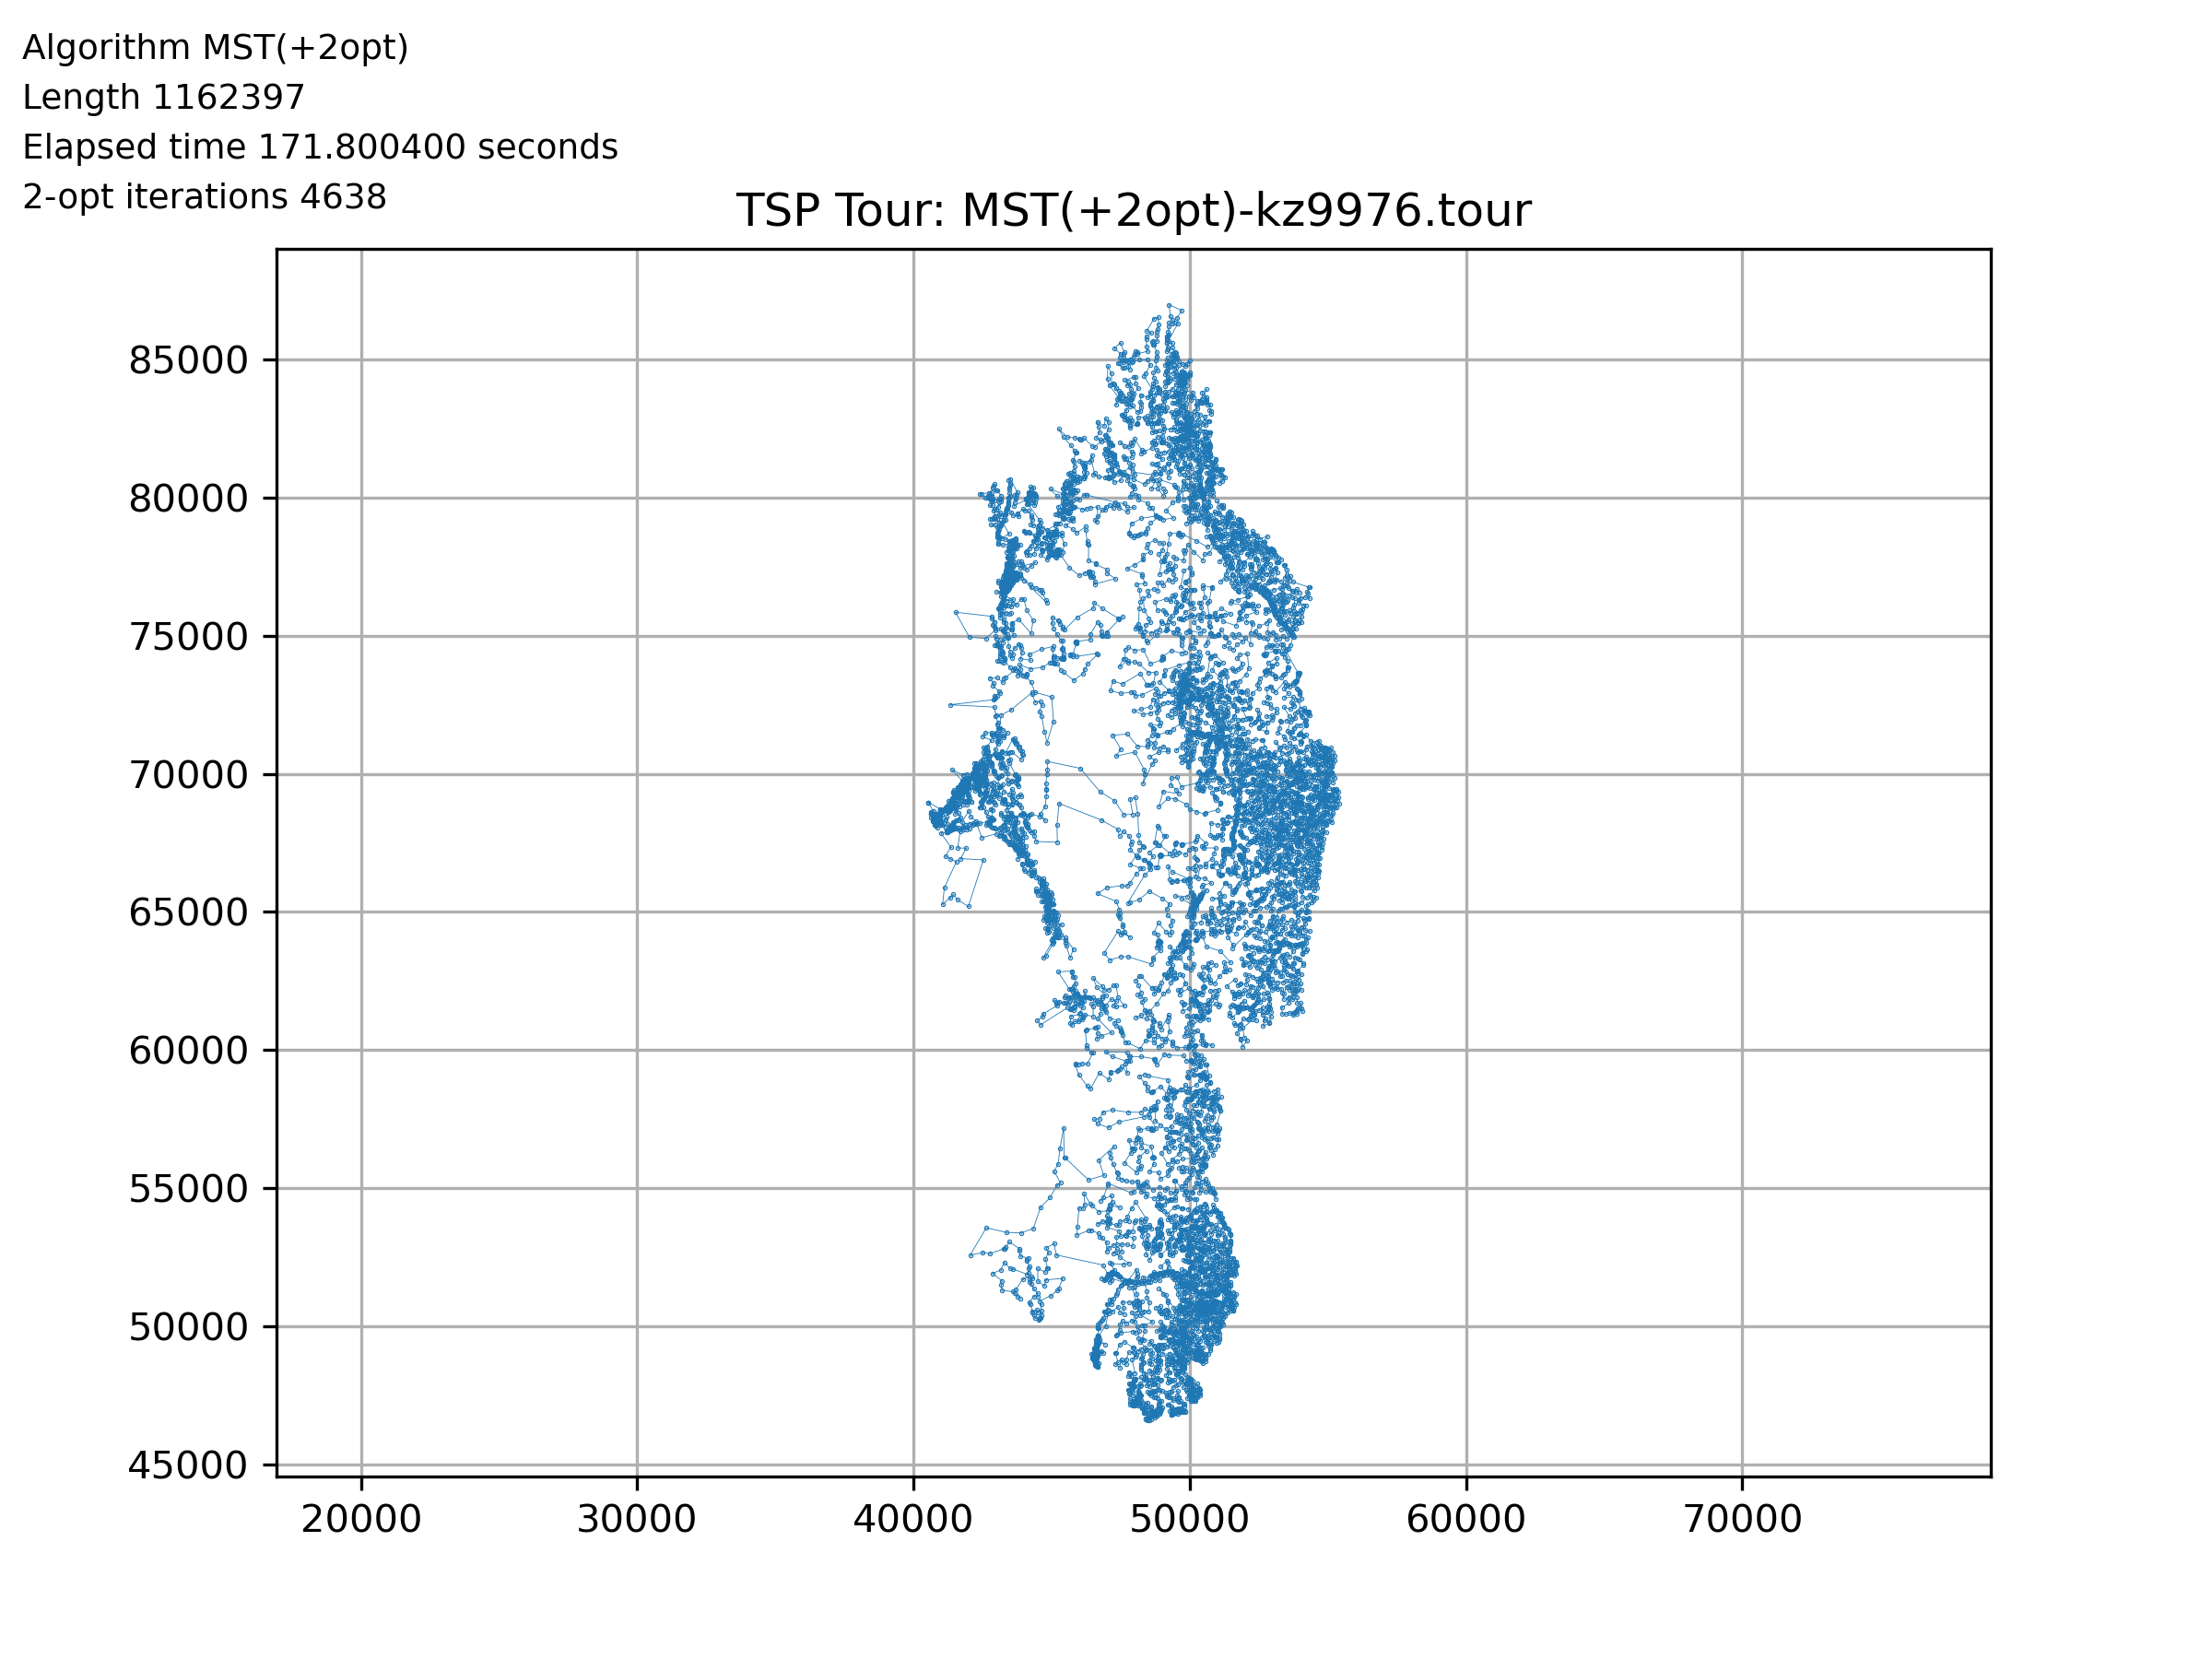 Algorithm MST(+2opt)
Length 1162397
Elapsed time 171.800400 seconds
2-opt iterations 4638
TSP Tour: MST(+2opt)-kz9976.tour
85000
80000
75000
70000
65000
60000
55000
50000
45000
20000 30000 40000 50000 60000 70000